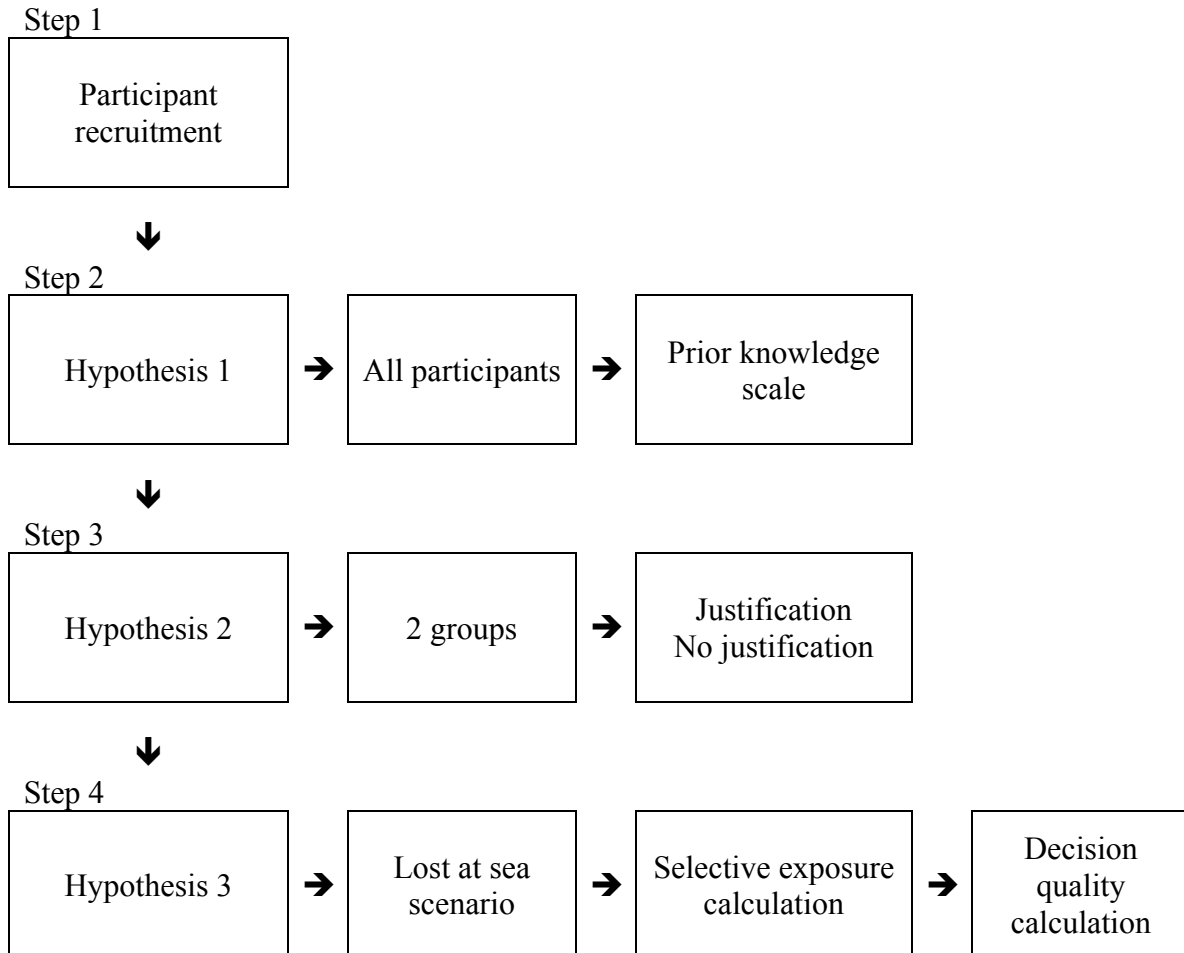 Step 1
Participant
recruitment
Step 2
Hypothesis 1
All participants
Prior knowledge
scale
Step 3
Hypothesis 2
2 groups
Justification
No justification
Step 4
Hypothesis 3
Lost at sea
scenario
Selective exposure
calculation
Decision
quality
calculation